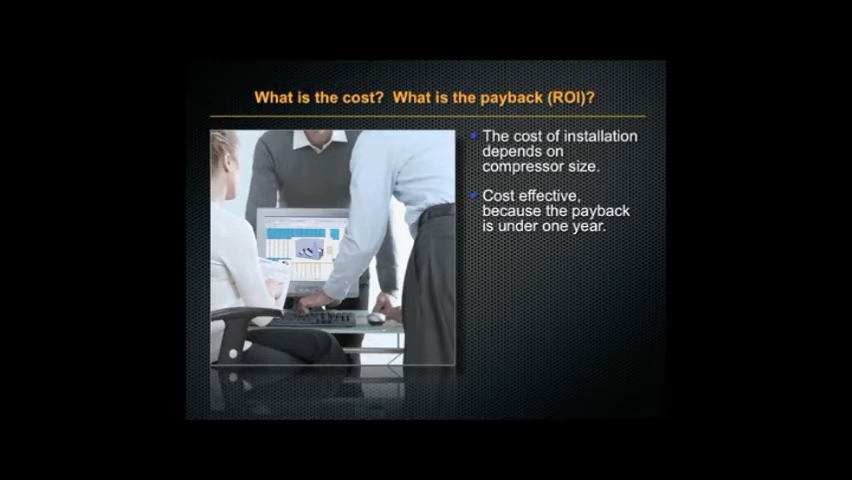 What is the cost?  What is the payback (ROI)?
The cost of installation
depends on
compressor size.
Cost effective,
because the payback
is under one year.